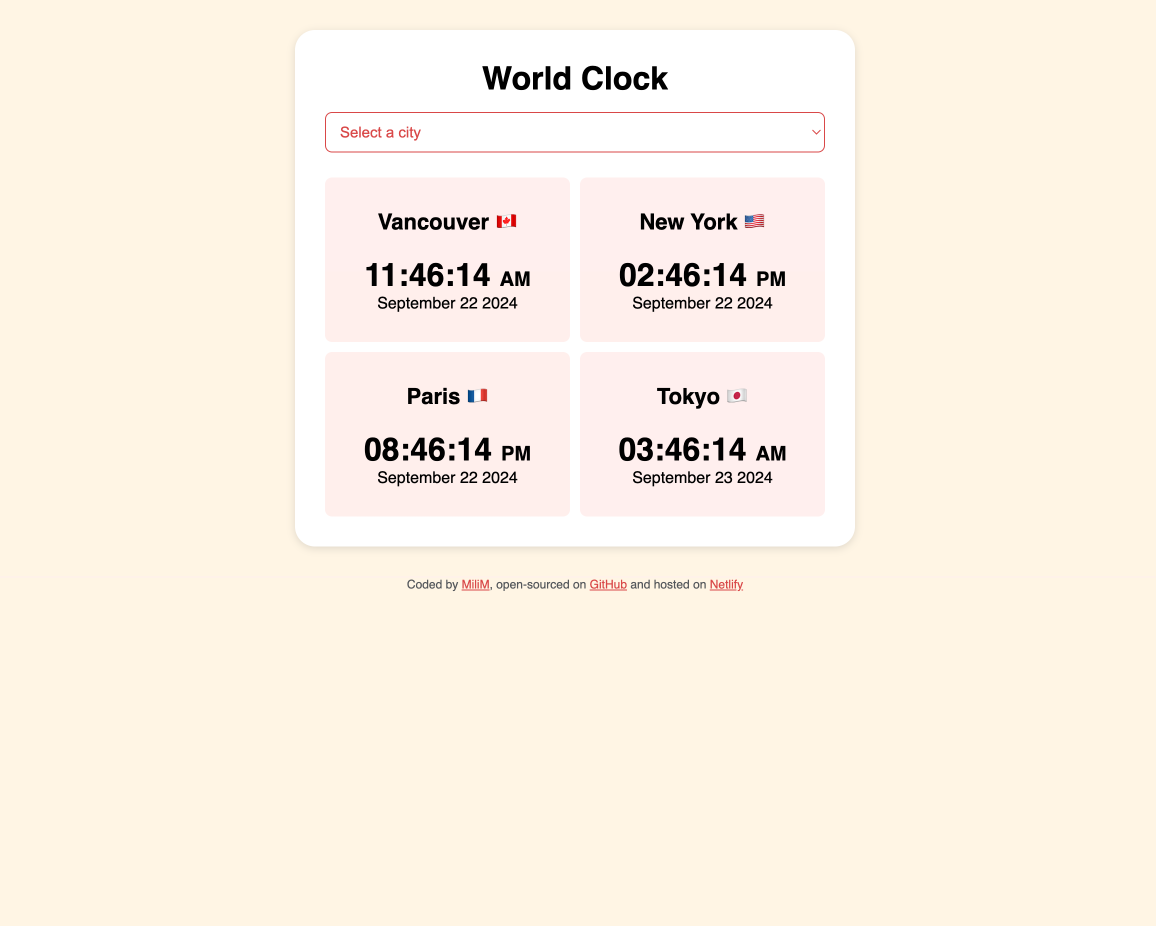 World Clock
Select a city
Vancouver 🇨🇦
11:46:14 AM
September 22 2024
New York 🇺🇸
02:46:14 PM
September 22 2024
Paris 🇫🇷
08:46:14 PM
September 22 2024
Tokyo 🇯🇵
03:46:14 AM
September 23 2024
Coded by MiliM, open-sourced on GitHub and hosted on Netlify